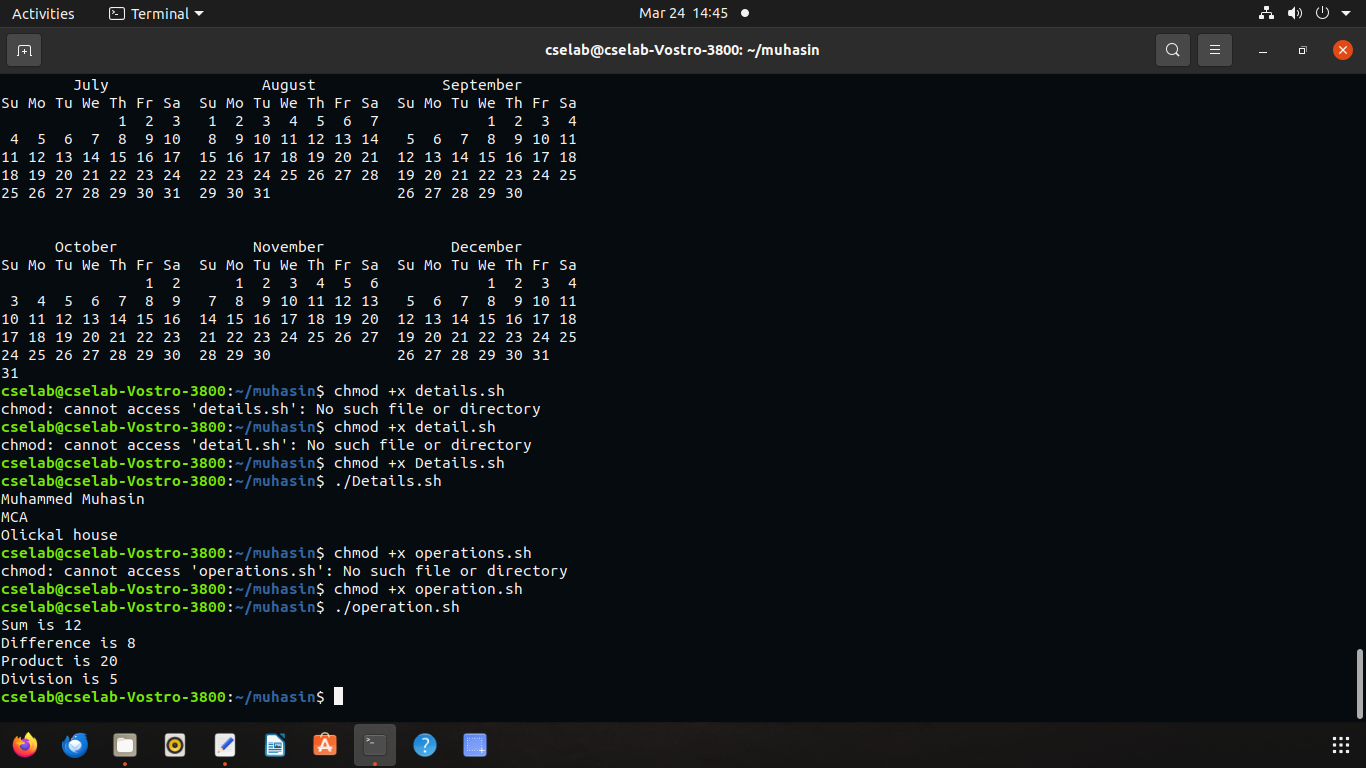 Activities Terminal Mar 24 14:45
cselab@cselab-Vostro-3800: ~/muhasin
        July                 August              September
Su Mo Tu We Th Fr Sa  Su Mo Tu We Th Fr Sa  Su Mo Tu We Th Fr Sa
             1  2  3   1  2  3  4  5  6  7            1  2  3  4
 4  5  6  7  8  9 10   8  9 10 11 12 13 14   5  6  7  8  9 10 11
11 12 13 14 15 16 17  15 16 17 18 19 20 21  12 13 14 15 16 17 18
18 19 20 21 22 23 24  22 23 24 25 26 27 28  19 20 21 22 23 24 25
25 26 27 28 29 30 31  29 30 31              26 27 28 29 30
      October               November              December
Su Mo Tu We Th Fr Sa  Su Mo Tu We Th Fr Sa  Su Mo Tu We Th Fr Sa
                1  2      1  2  3  4  5  6            1  2  3  4
 3  4  5  6  7  8  9   7  8  9 10 11 12 13   5  6  7  8  9 10 11
10 11 12 13 14 15 16  14 15 16 17 18 19 20  12 13 14 15 16 17 18
17 18 19 20 21 22 23  21 22 23 24 25 26 27  19 20 21 22 23 24 25
24 25 26 27 28 29 30  28 29 30              26 27 28 29 30 31
31
cselab@cselab-Vostro-3800:~/muhasin$ chmod +x details.sh
chmod: cannot access 'details.sh': No such file or directory
cselab@cselab-Vostro-3800:~/muhasin$ chmod +x detail.sh
chmod: cannot access 'detail.sh': No such file or directory
cselab@cselab-Vostro-3800:~/muhasin$ chmod +x Details.sh
cselab@cselab-Vostro-3800:~/muhasin$ ./Details.sh
Muhammed Muhasin
MCA
Olickal house
cselab@cselab-Vostro-3800:~/muhasin$ chmod +x operations.sh
chmod: cannot access 'operations.sh': No such file or directory
cselab@cselab-Vostro-3800:~/muhasin$ chmod +x operation.sh
cselab@cselab-Vostro-3800:~/muhasin$ ./operation.sh
Sum is 12
Difference is 8
Product is 20
Division is 5
cselab@cselab-Vostro-3800:~/muhasin$